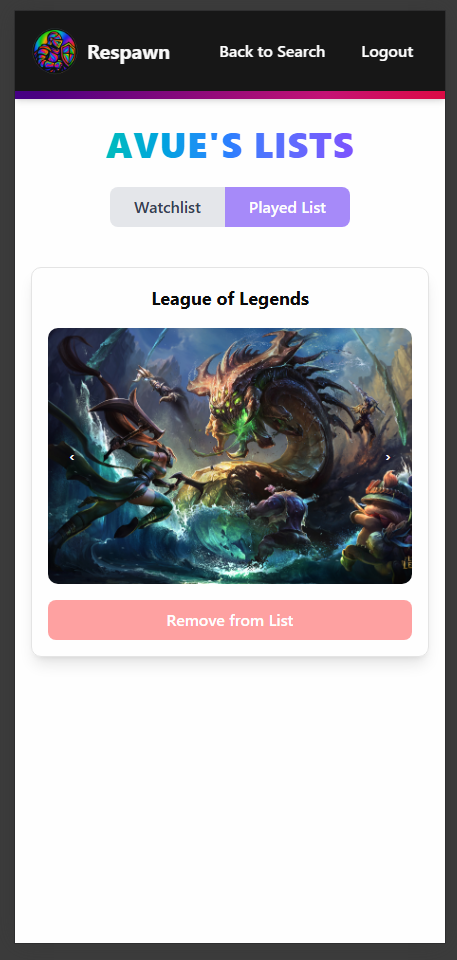 Respawn
Back to Search
Logout
AVUE'S LISTS
Watchlist
Played List
League of Legends
‹
›
Remove from List